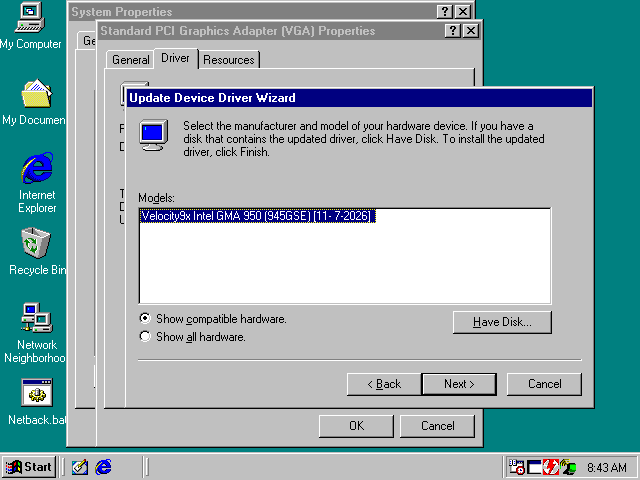 My Computer
My Documen
Internet
Explorer
Recycle Bin
Network
Neighborhoo
Netback.bat
System Properties
Ge
Standard PCI Graphics Adapter (VGA) Properties
General
Driver
Resources
Update Device Driver Wizard
Select the manufacturer and model of your hardware device. If you have a
disk that contains the updated driver, click Have Disk. To install the updated
driver, click Finish.
Models:
Velocity9x Intel GMA 950 (945GSE) [11- 7-2026]
Show compatible hardware.
Show all hardware.
Have Disk...
< Back
Next >
Cancel
OK
Cancel
Start
8:43 AM